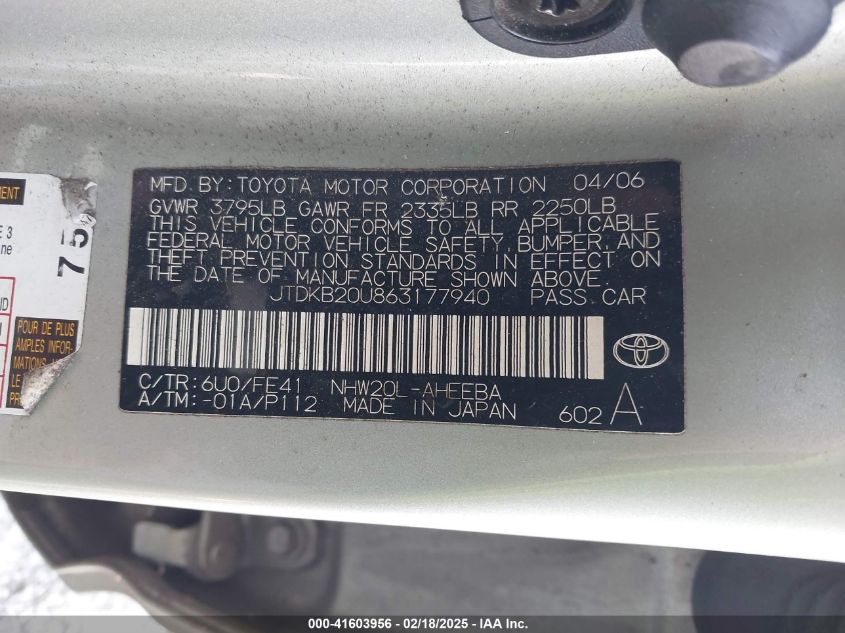 MFD BY:TOYOTA MOTOR CORPORATION 04/06
GVWR 3795LB GAWR FR 2335LB RR 2250LB
THIS VEHICLE CONFORMS TO ALL APPLICABLE
FEDERAL MOTOR VEHICLE SAFETY, BUMPER, AND
THEFT PREVENTION STANDARDS IN EFFECT ON
THE DATE OF MANUFACTURE SHOWN ABOVE.
JTDKB20U863177940 PASS CAR
C/TR:6U0/FE41 NHW20L-AHEEBA
A/TM:-01A/P112 MADE IN JAPAN
602 A
75
POUR DE PLUS
AMPLES INFOR-
LE
000-41603956 - 02/18/2025 - IAA Inc.